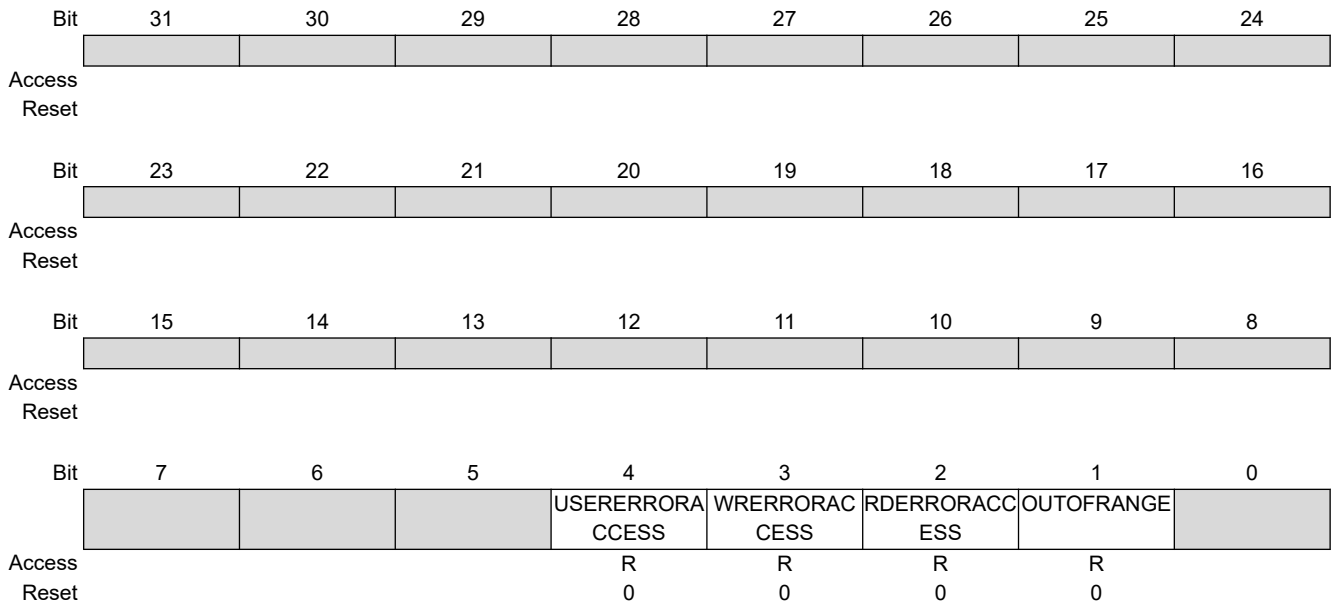 Bit 31 30 29 28 27 26 25 24
Access
Reset
Bit 23 22 21 20 19 18 17 16
Access
Reset
Bit 15 14 13 12 11 10 9 8
Access
Reset
Bit 7 6 5 4 3 2 1 0
USERERRORA WRERRORAC RDERRORACC OUTOFRANGE
CCESS CESS ESS
Access R R R R
Reset 0 0 0 0